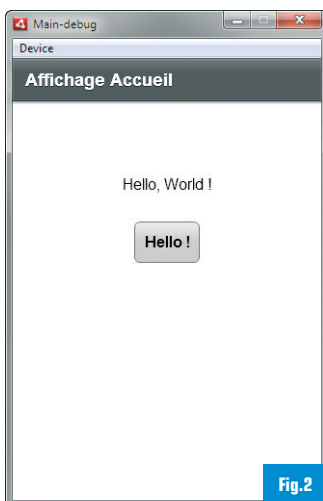 Main-debug
Device
Affichage Accueil
Hello, World !
Hello !
Fig.2